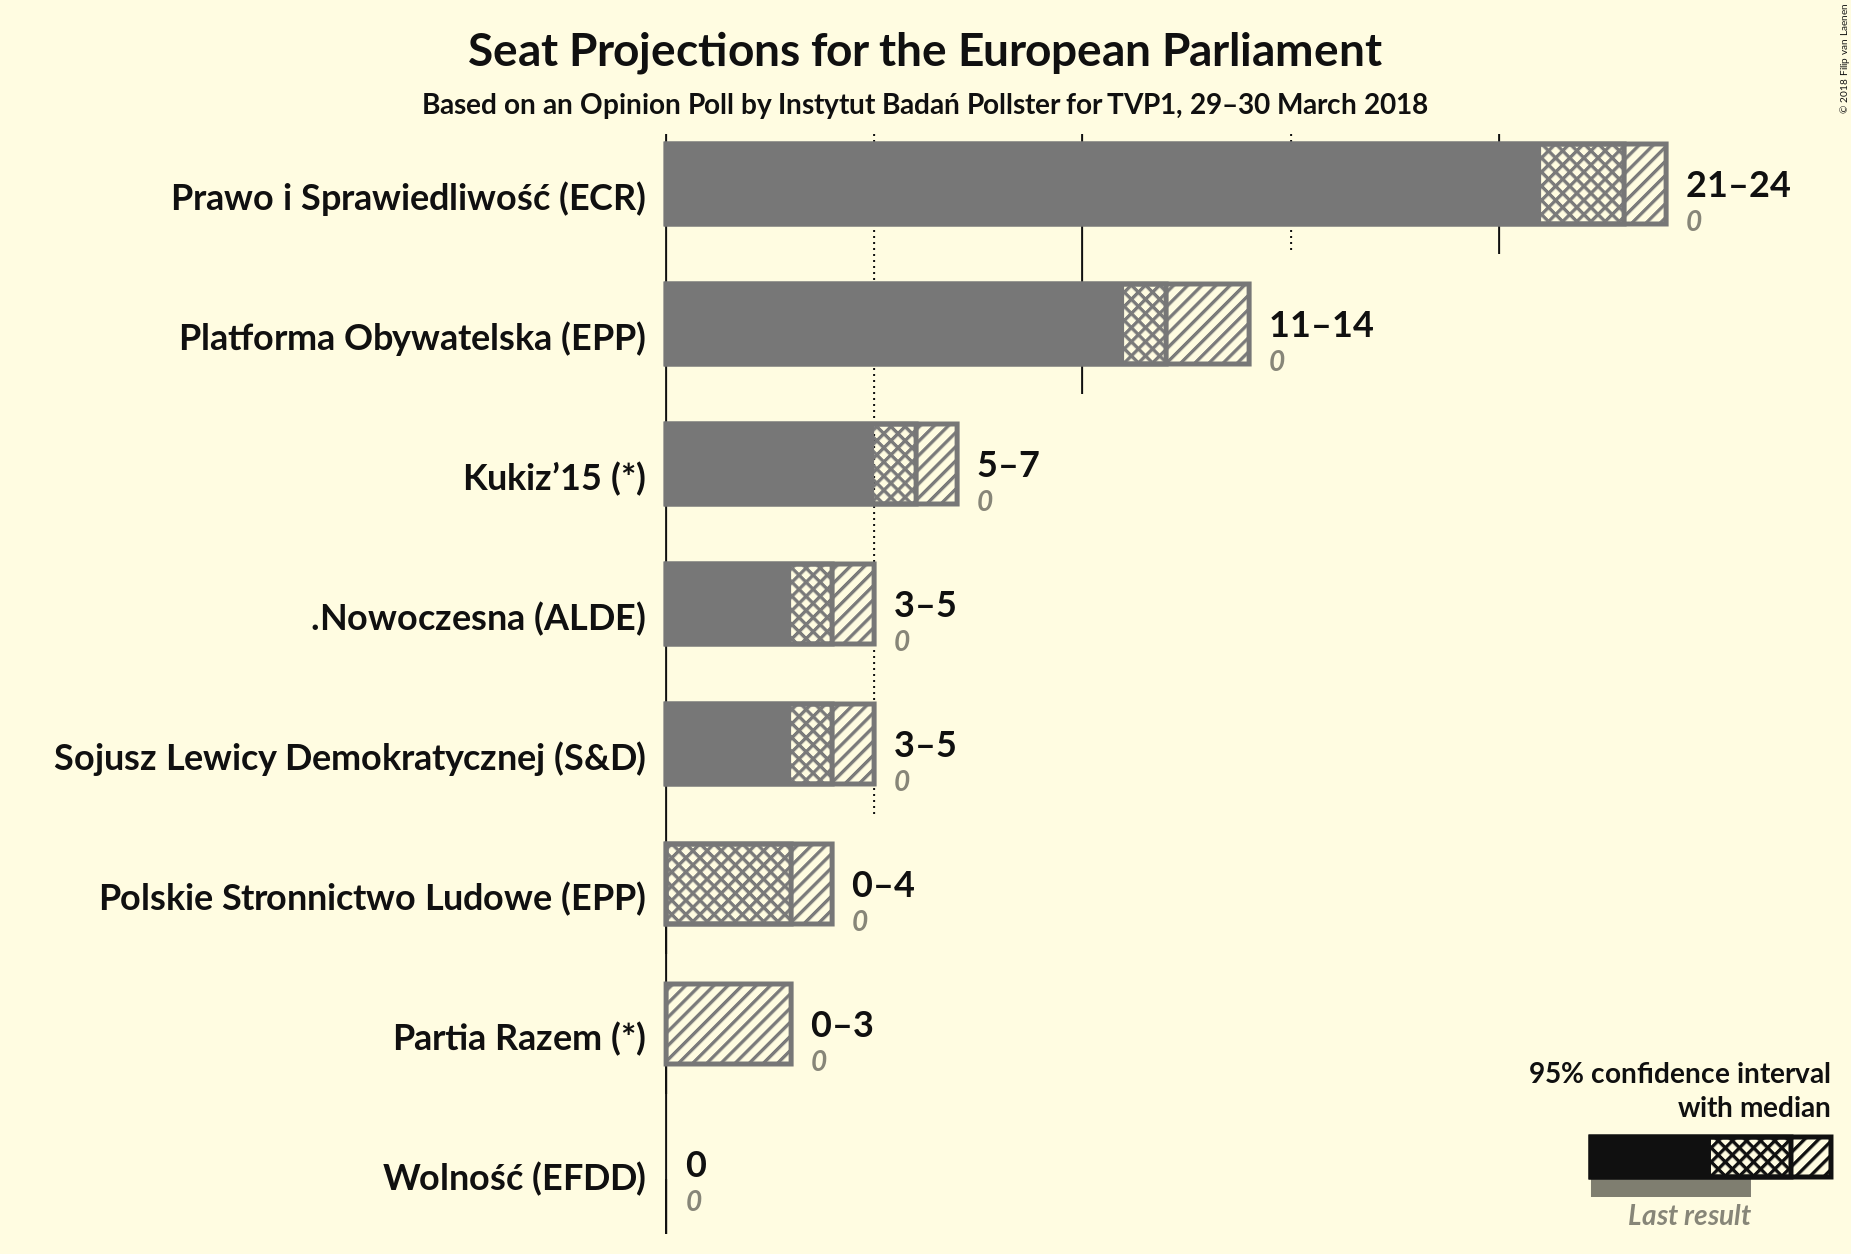 Seat Projections for the European Parliament
Based on an Opinion Poll by Instytut Badań Pollster for TVP1, 29–30 March 2018
© 2018 Filip van Laenen
Prawo i Sprawiedliwość (ECR)
21–24
0
Platforma Obywatelska (EPP)
11–14
0
Kukiz’15 (*)
5–7
0
.Nowoczesna (ALDE)
3–5
0
Sojusz Lewicy Demokratycznej (S&D)
3–5
0
Polskie Stronnictwo Ludowe (EPP)
0–4
0
Partia Razem (*)
0–3
0
Wolność (EFDD)
0
0
95% confidence interval
with median
Last result